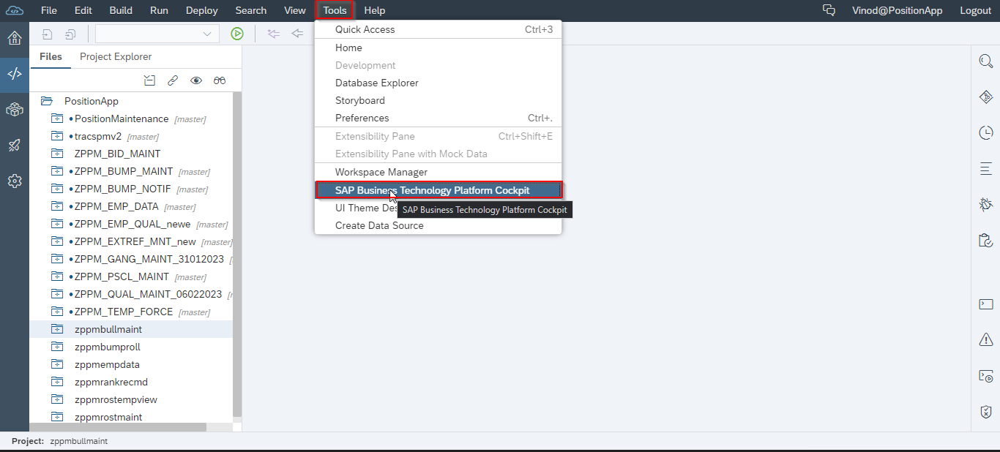 File Edit Build Run Deploy Search View Tools Help Vinod@PositionApp Logout
Quick Access Ctrl+3
Home
Development
Database Explorer
Storyboard
Preferences Ctrl+.
Extensibility Pane Ctrl+Shift+E
Extensibility Pane with Mock Data
Workspace Manager
SAP Business Technology Platform Cockpit
UI Theme Des
SAP Business Technology Platform Cockpit
Create Data Source
Files Project Explorer
PositionApp
PositionMaintenance [master]
tracspmv2 [master]
ZPPM_BID_MAINT
ZPPM_BUMP_MAINT [master]
ZPPM_BUMP_NOTIF [master]
ZPPM_EMP_DATA [master]
ZPPM_EMP_QUAL_newe [master]
ZPPM_EXTREF_MNT_new [master]
ZPPM_GANG_MAINT_31012023
ZPPM_PSCL_MAINT [master]
ZPPM_QUAL_MAINT_06022023
ZPPM_TEMP_FORCE [master]
zppmbullmaint
zppmbumproll
zppmempdata
zppmrankrecmd
zppmrostempview
zppmrostmaint
Project: zppmbullmaint